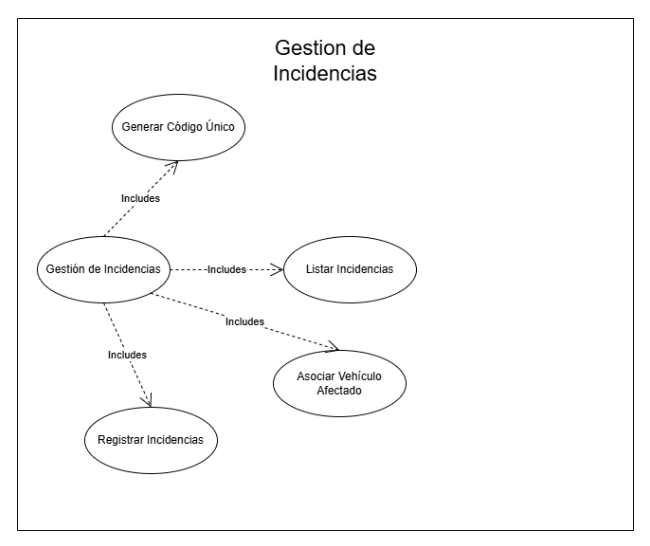 Gestion de
Incidencias
Generar Código Único
Includes
Gestión de Incidencias
Includes
Listar Incidencias
Includes
Includes
Asociar Vehículo
Afectado
Registrar Incidencias